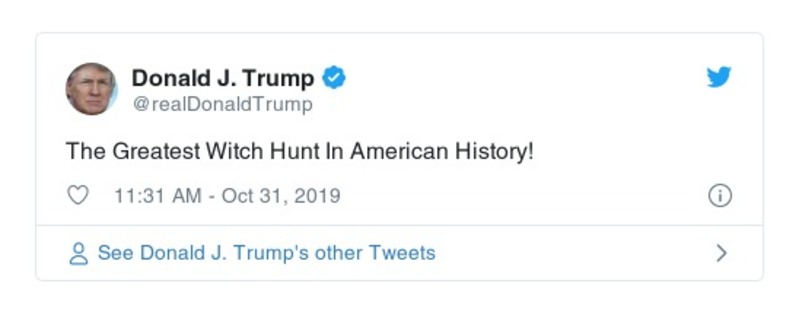 Donald J. Trump
@realDonaldTrump
The Greatest Witch Hunt In American History!
11:31 AM - Oct 31, 2019
See Donald J. Trump's other Tweets